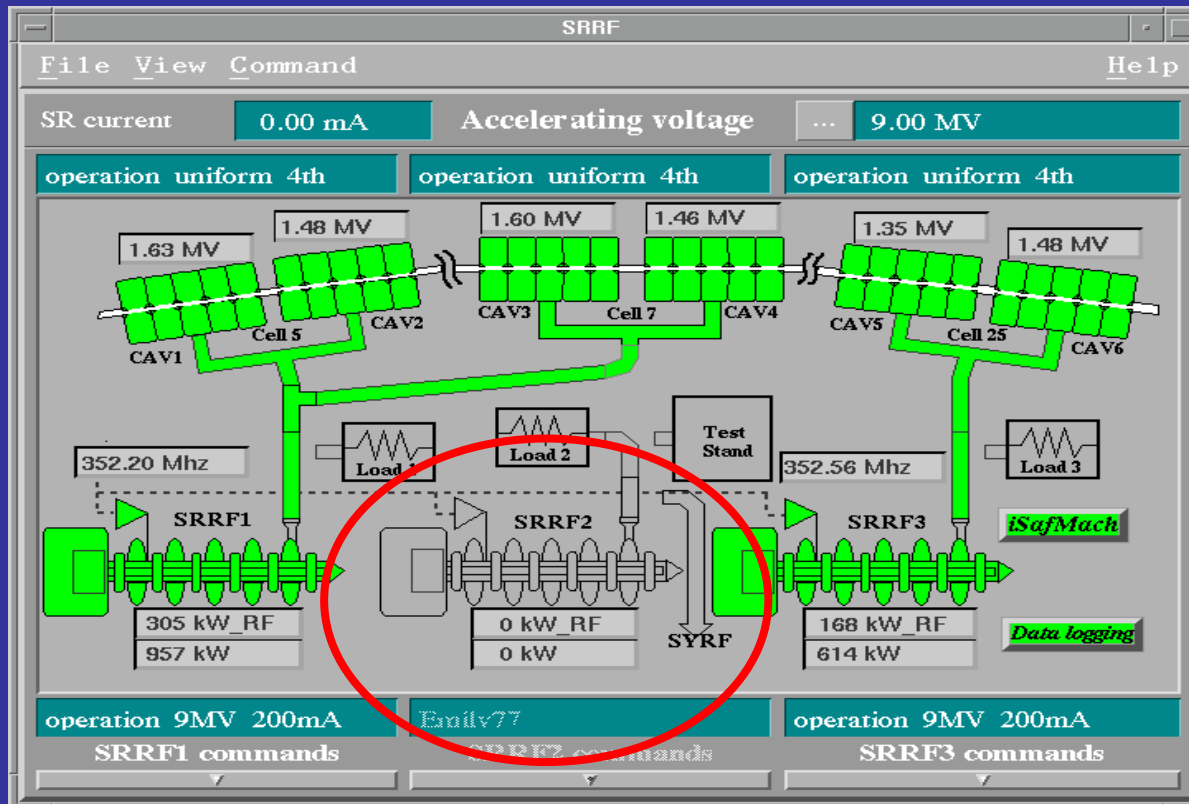 SRRF
File View Command Help
SR current 0.00 mA Accelerating voltage ... 9.00 MV
operation uniform 4th operation uniform 4th operation uniform 4th
1.63 MV 1.48 MV 1.60 MV 1.46 MV 1.35 MV 1.48 MV
CAV1 Cell 5 CAV2 CAV3 Cell 7 CAV4 CAV5 Cell 25 CAV6
Load 1 Load 2 Test Stand Load 3
352.20 Mhz 352.56 Mhz
SRRF1 SRRF2 SRRF3 iSafMach
305 kW_RF 0 kW_RF 168 kW_RF
957 kW 0 kW SYRF 614 kW Data logging
operation 9MV 200mA Emily77 operation 9MV 200mA
SRRF1 commands SRRF2 commands SRRF3 commands